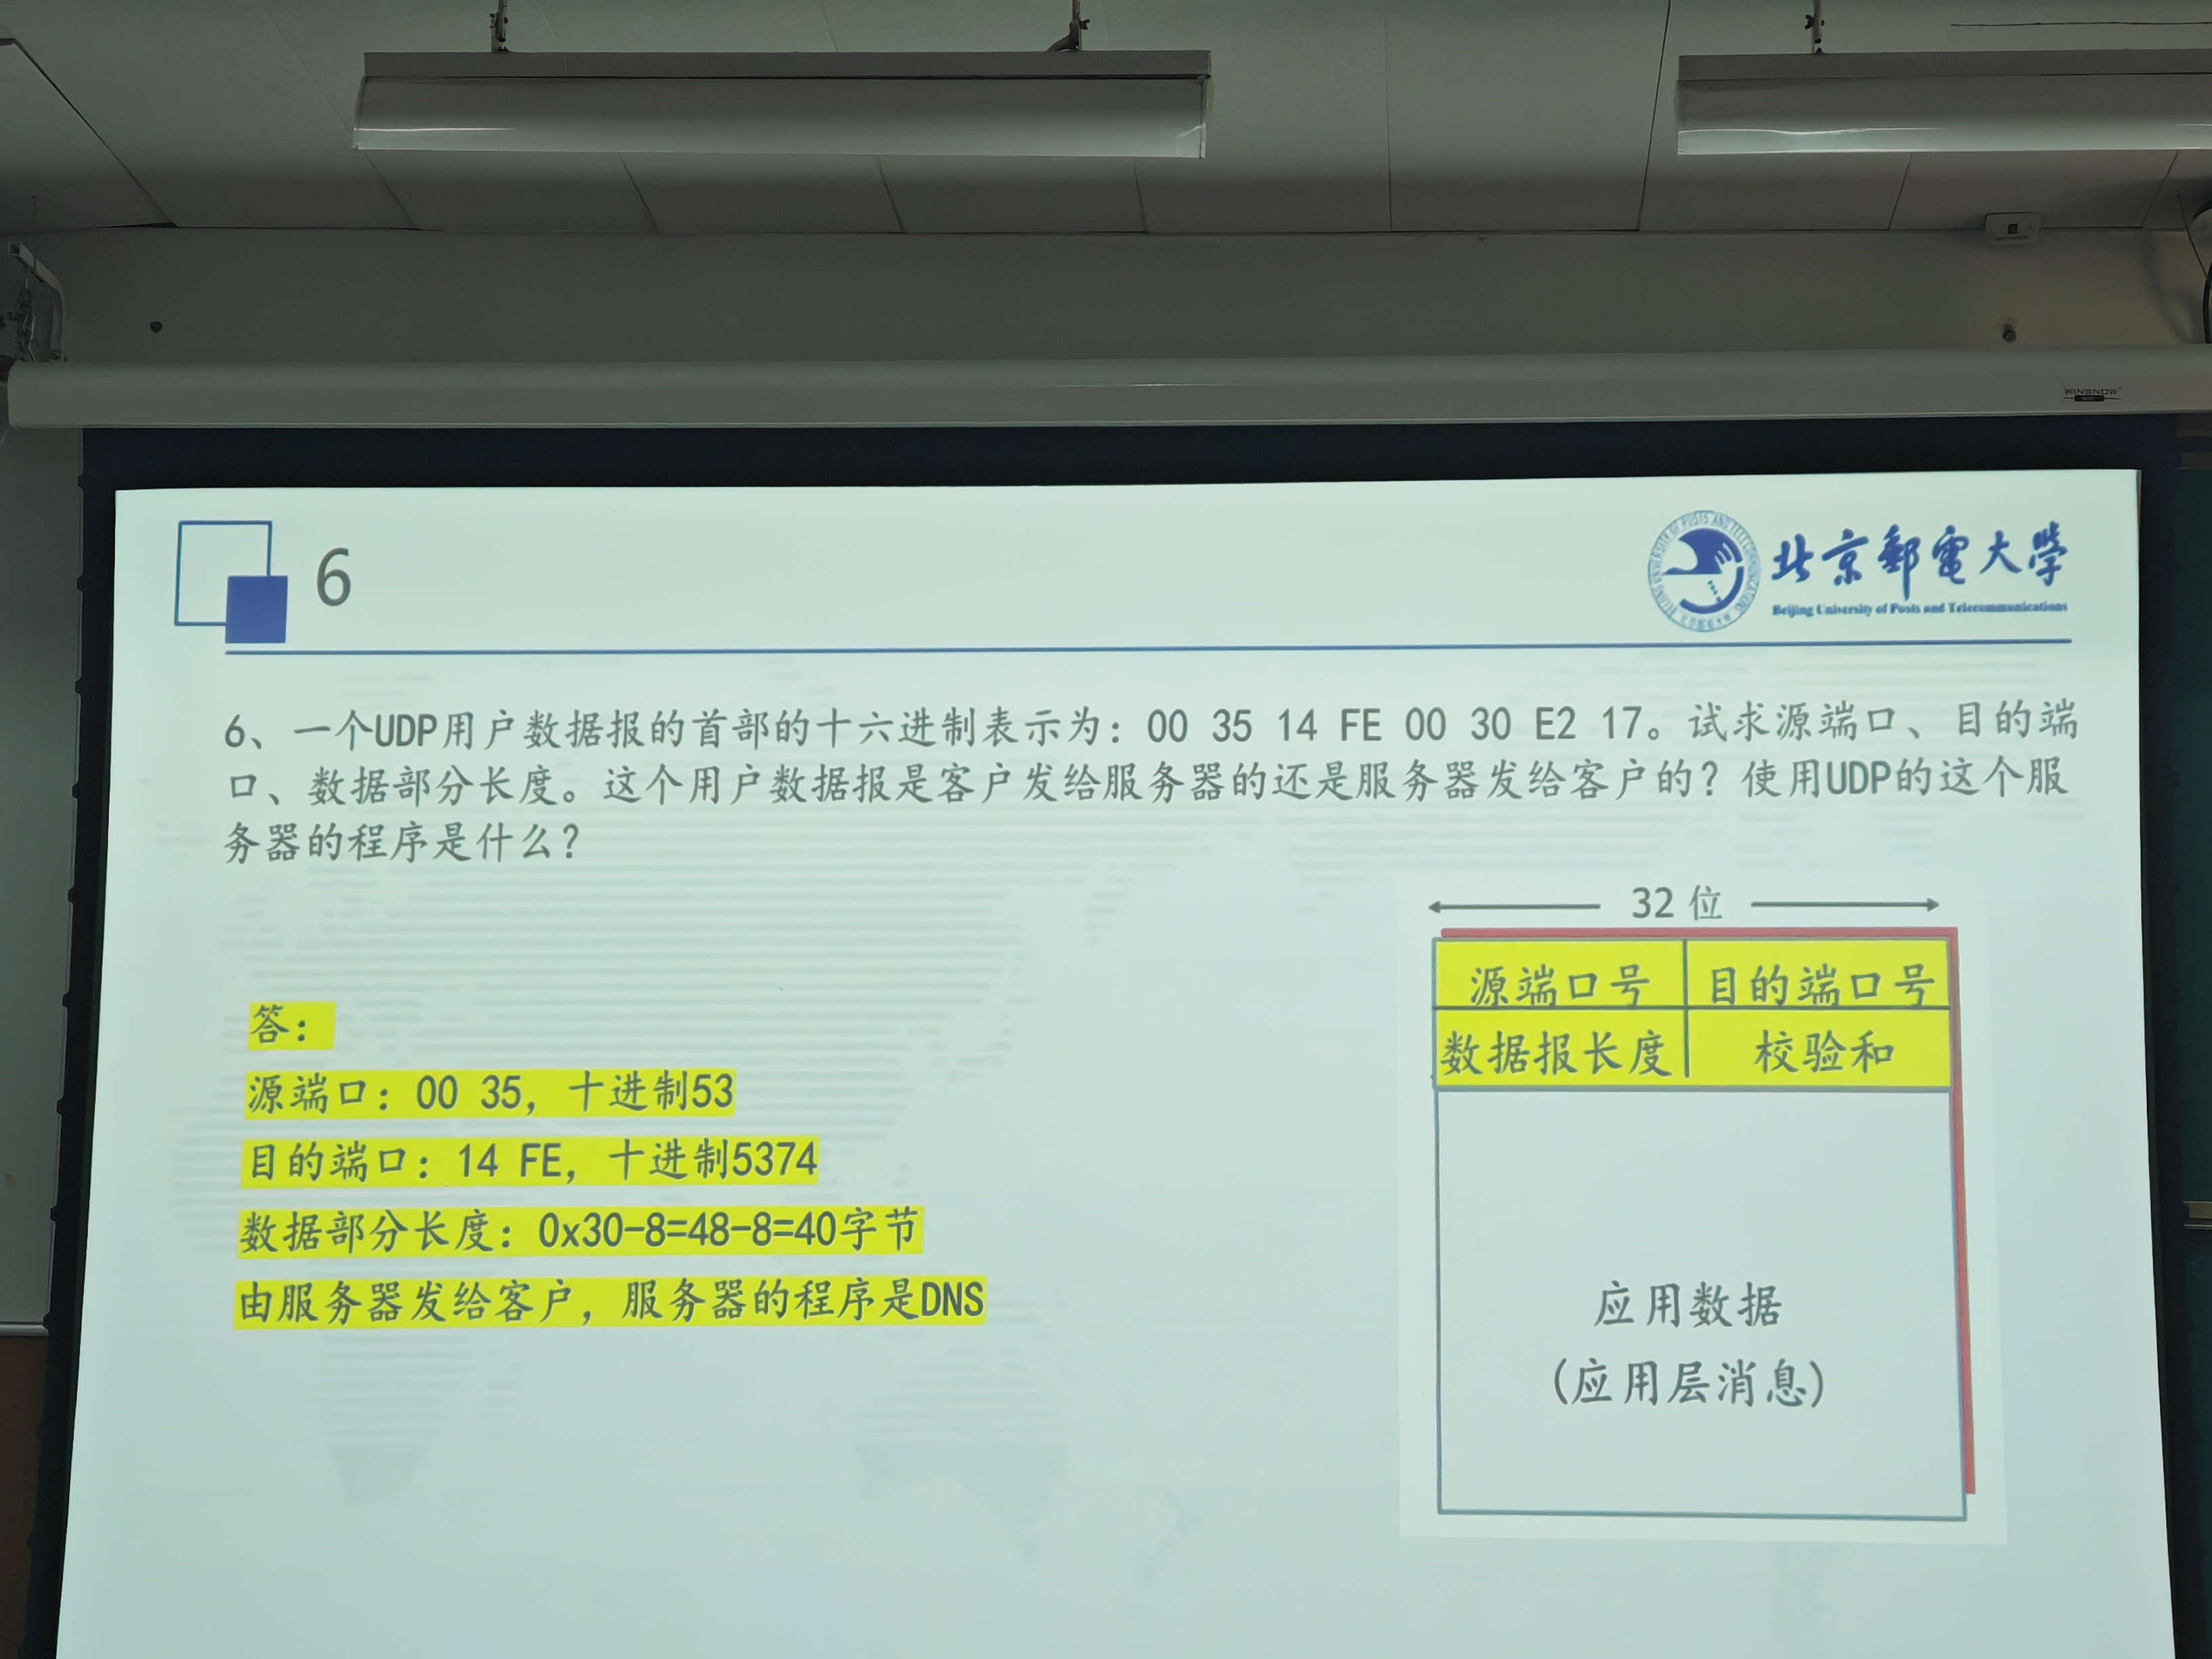 WINSNOW
6
北京郵電大學
Beijing University of Posts and Telecommunications
6、一个UDP用户数据报的首部的十六进制表示为：00 35 14 FE 00 30 E2 17。试求源端口、目的端
口、数据部分长度。这个用户数据报是客户发给服务器的还是服务器发给客户的？使用UDP的这个服
务器的程序是什么？
32 位
源端口号 目的端口号
数据报长度 校验和
应用数据
(应用层消息)
答：
源端口：00 35，十进制53
目的端口：14 FE，十进制5374
数据部分长度：0x30-8=48-8=40字节
由服务器发给客户，服务器的程序是DNS